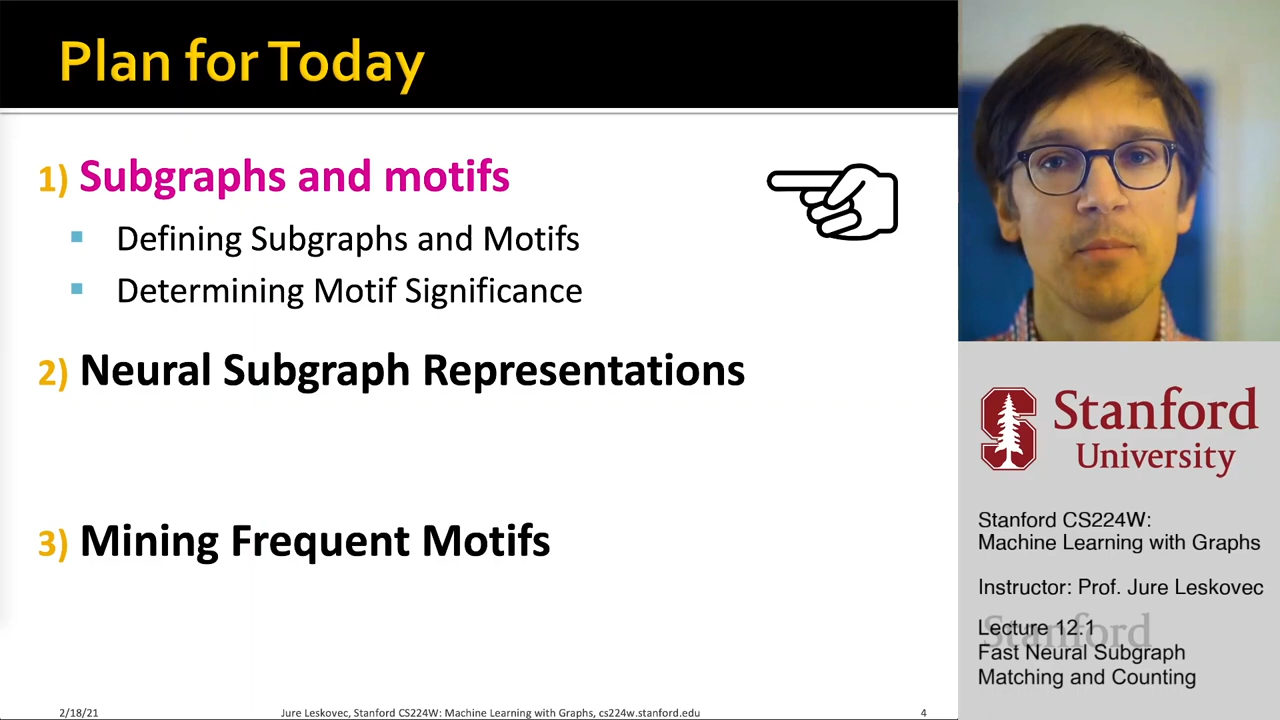 Plan for Today
1) Subgraphs and motifs
▪ Defining Subgraphs and Motifs
▪ Determining Motif Significance
2) Neural Subgraph Representations
3) Mining Frequent Motifs
2/18/21
Jure Leskovec, Stanford CS224W: Machine Learning with Graphs, cs224w.stanford.edu
4
Stanford
University
Stanford CS224W:
Machine Learning with Graphs
Instructor: Prof. Jure Leskovec
Stanford
Lecture 12.1
Fast Neural Subgraph
Matching and Counting